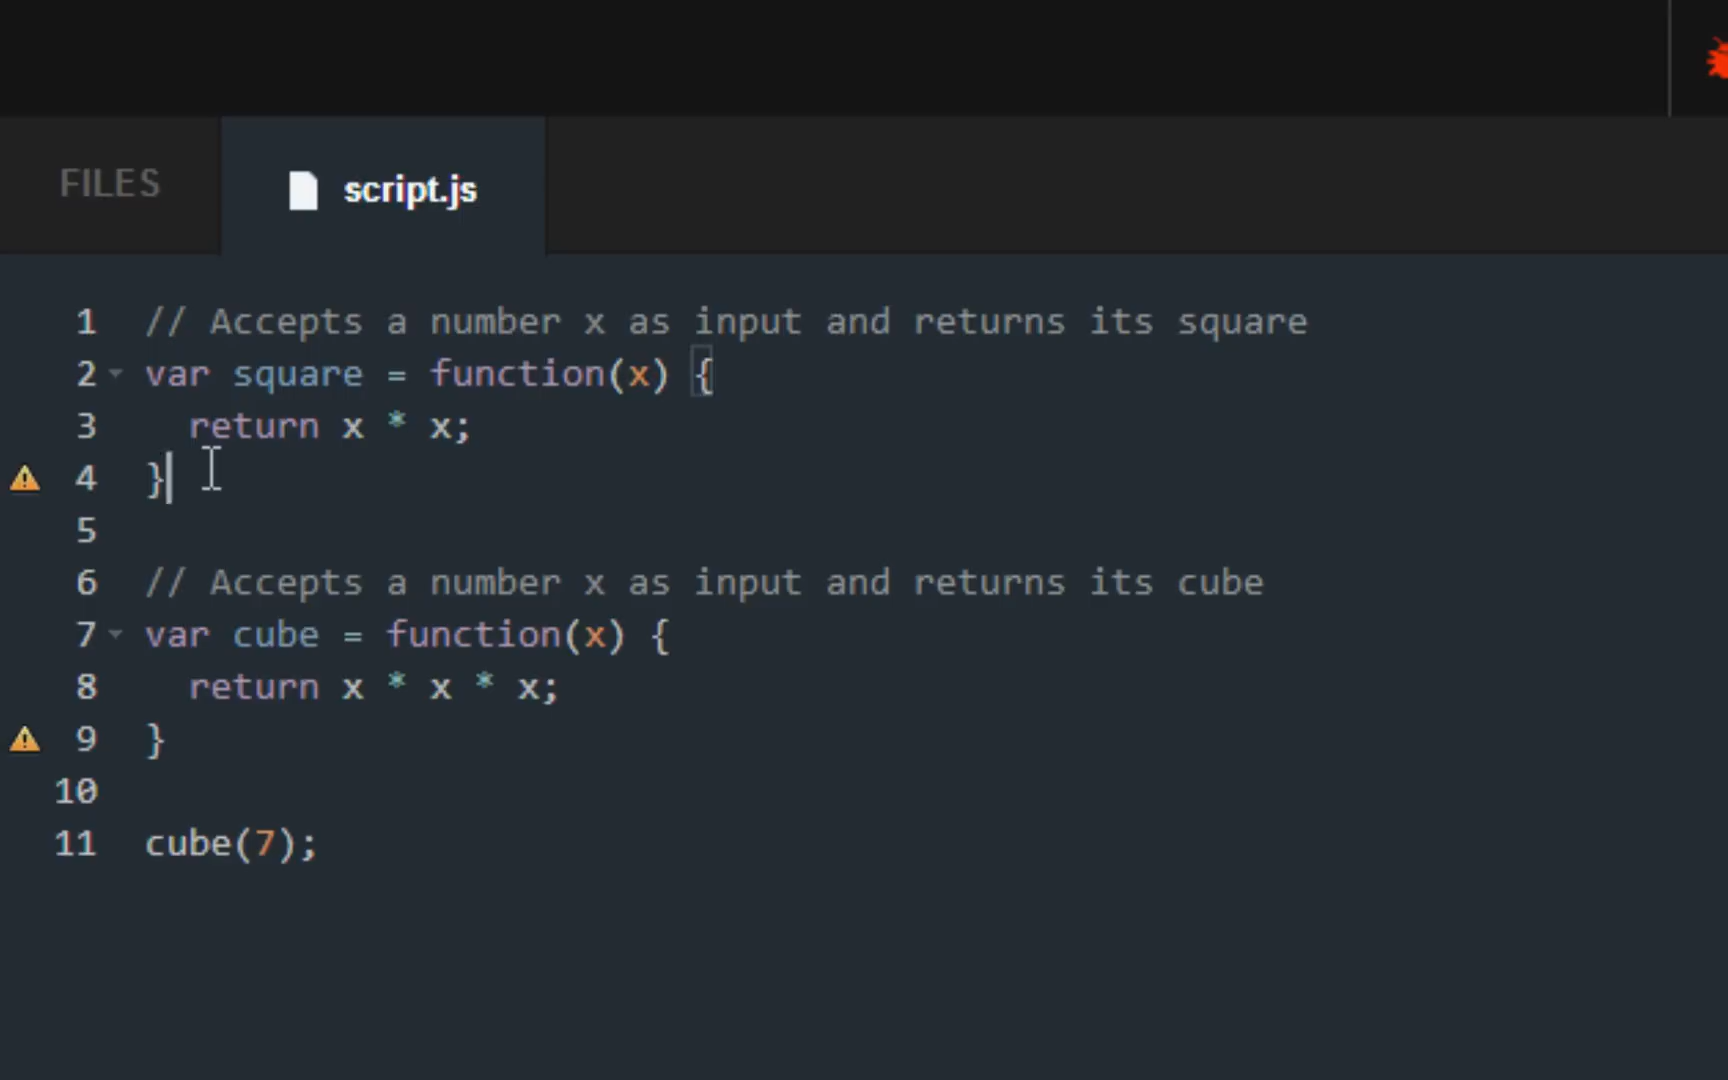 FILES
script.js
1 // Accepts a number x as input and returns its square
2 var square = function(x) {
3   return x * x;
4 }
5
6 // Accepts a number x as input and returns its cube
7 var cube = function(x) {
8   return x * x * x;
9 }
10
11 cube(7);